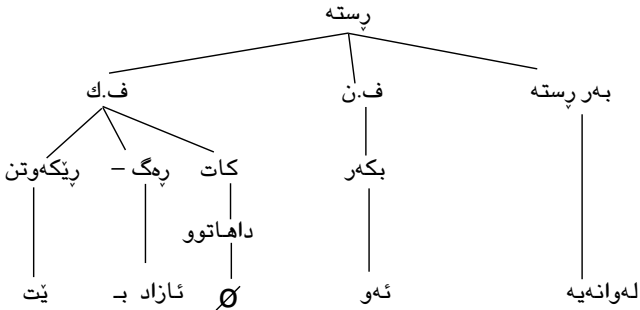 ڕستە
بەر ڕستە ف.ن ف.ك
بکەر کات ڕەگ – ڕێکەوتن
داهاتوو
لەوانەیە ئەو Ø ئازاد بـ ێت